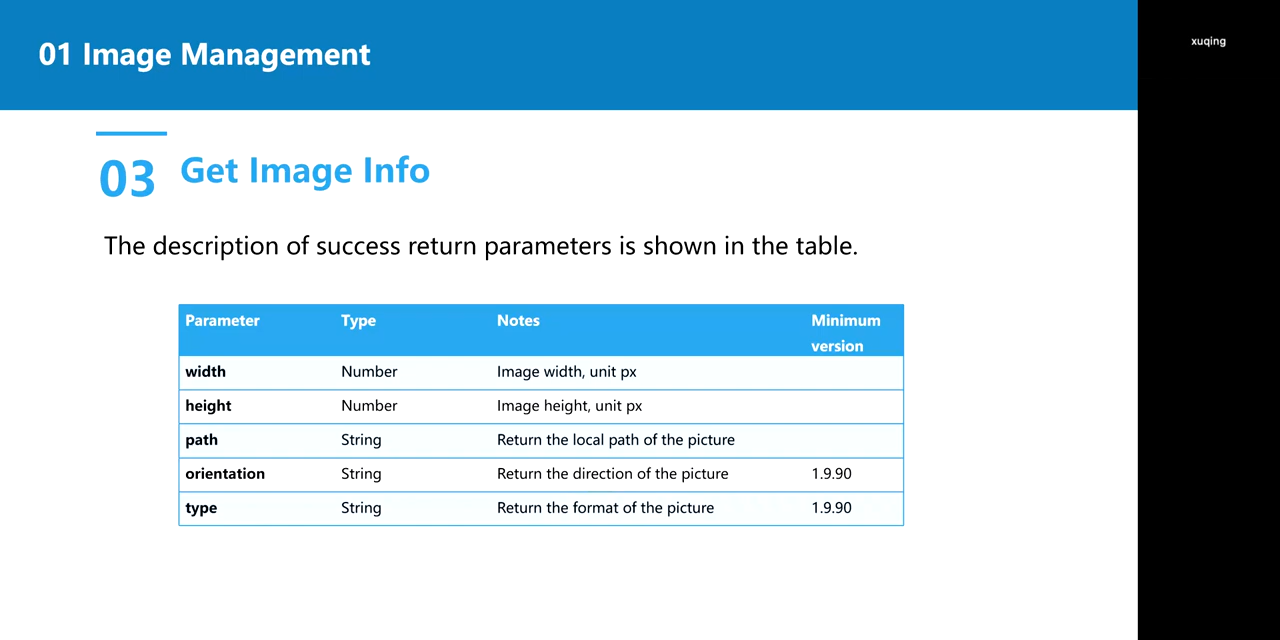 01 Image Management
xuqing
03 Get Image Info
The description of success return parameters is shown in the table.
Parameter Type Notes Minimum version
width Number Image width, unit px
height Number Image height, unit px
path String Return the local path of the picture
orientation String Return the direction of the picture 1.9.90
type String Return the format of the picture 1.9.90